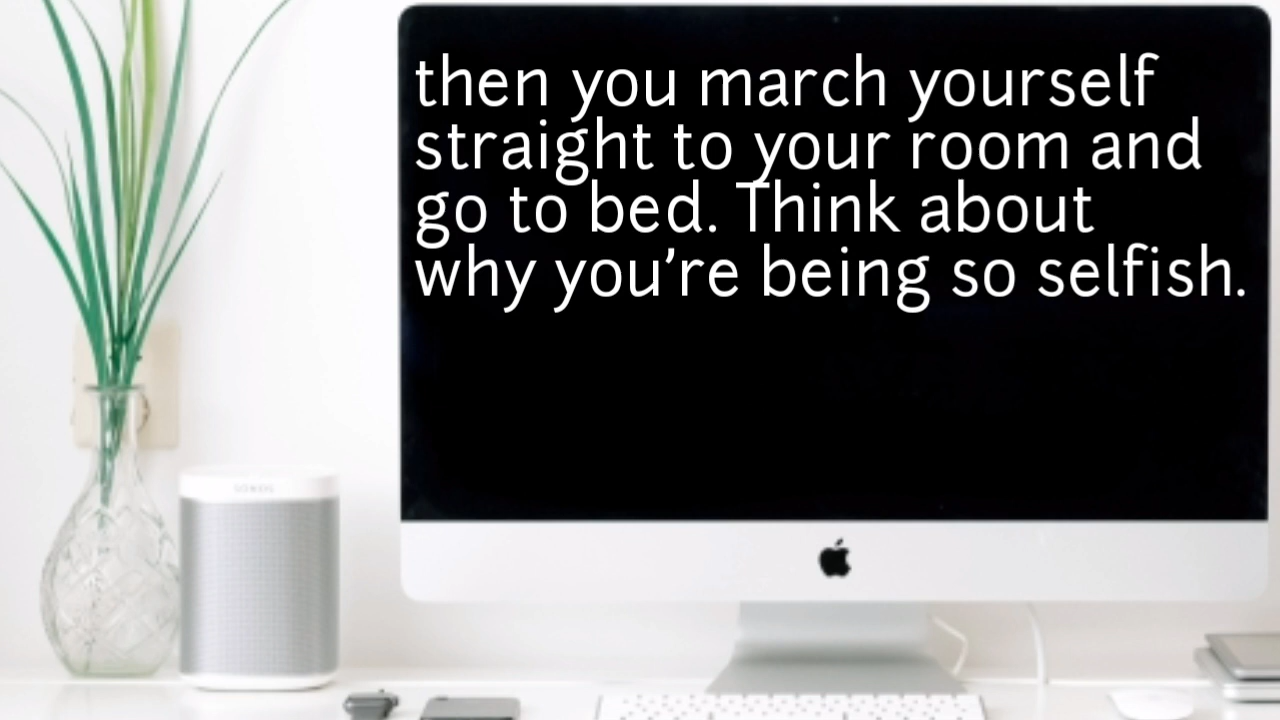 then you march yourself
straight to your room and
go to bed. Think about
why you’re being so selfish.
SONOS